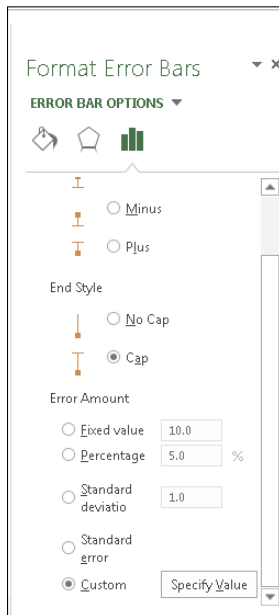 Format Error Bars
ERROR BAR OPTIONS
Minus
Plus
End Style
No Cap
Cap
Error Amount
Fixed value 10.0
Percentage 5.0 %
Standard
deviatio 1.0
Standard
error
Custom Specify Value